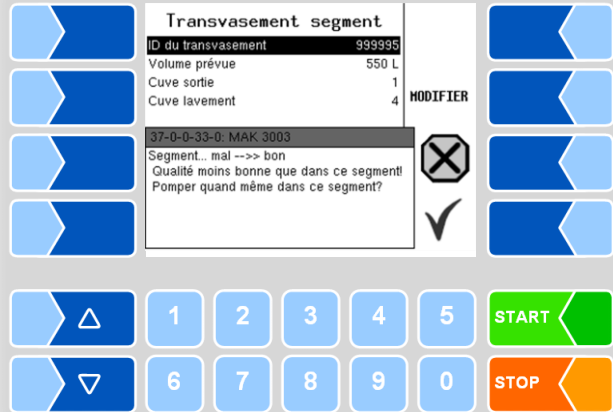 Transvasement segment
ID du transvasement 999995
Volume prévue 550 L
Cuve sortie 1
Cuve lavement 4
MODIFIER
37-0-0-33-0: MAK 3003
Segment... mal -->> bon
Qualité moins bonne que dans ce segment!
Pomper quand même dans ce segment?
1 2 3 4 5 START
6 7 8 9 0 STOP